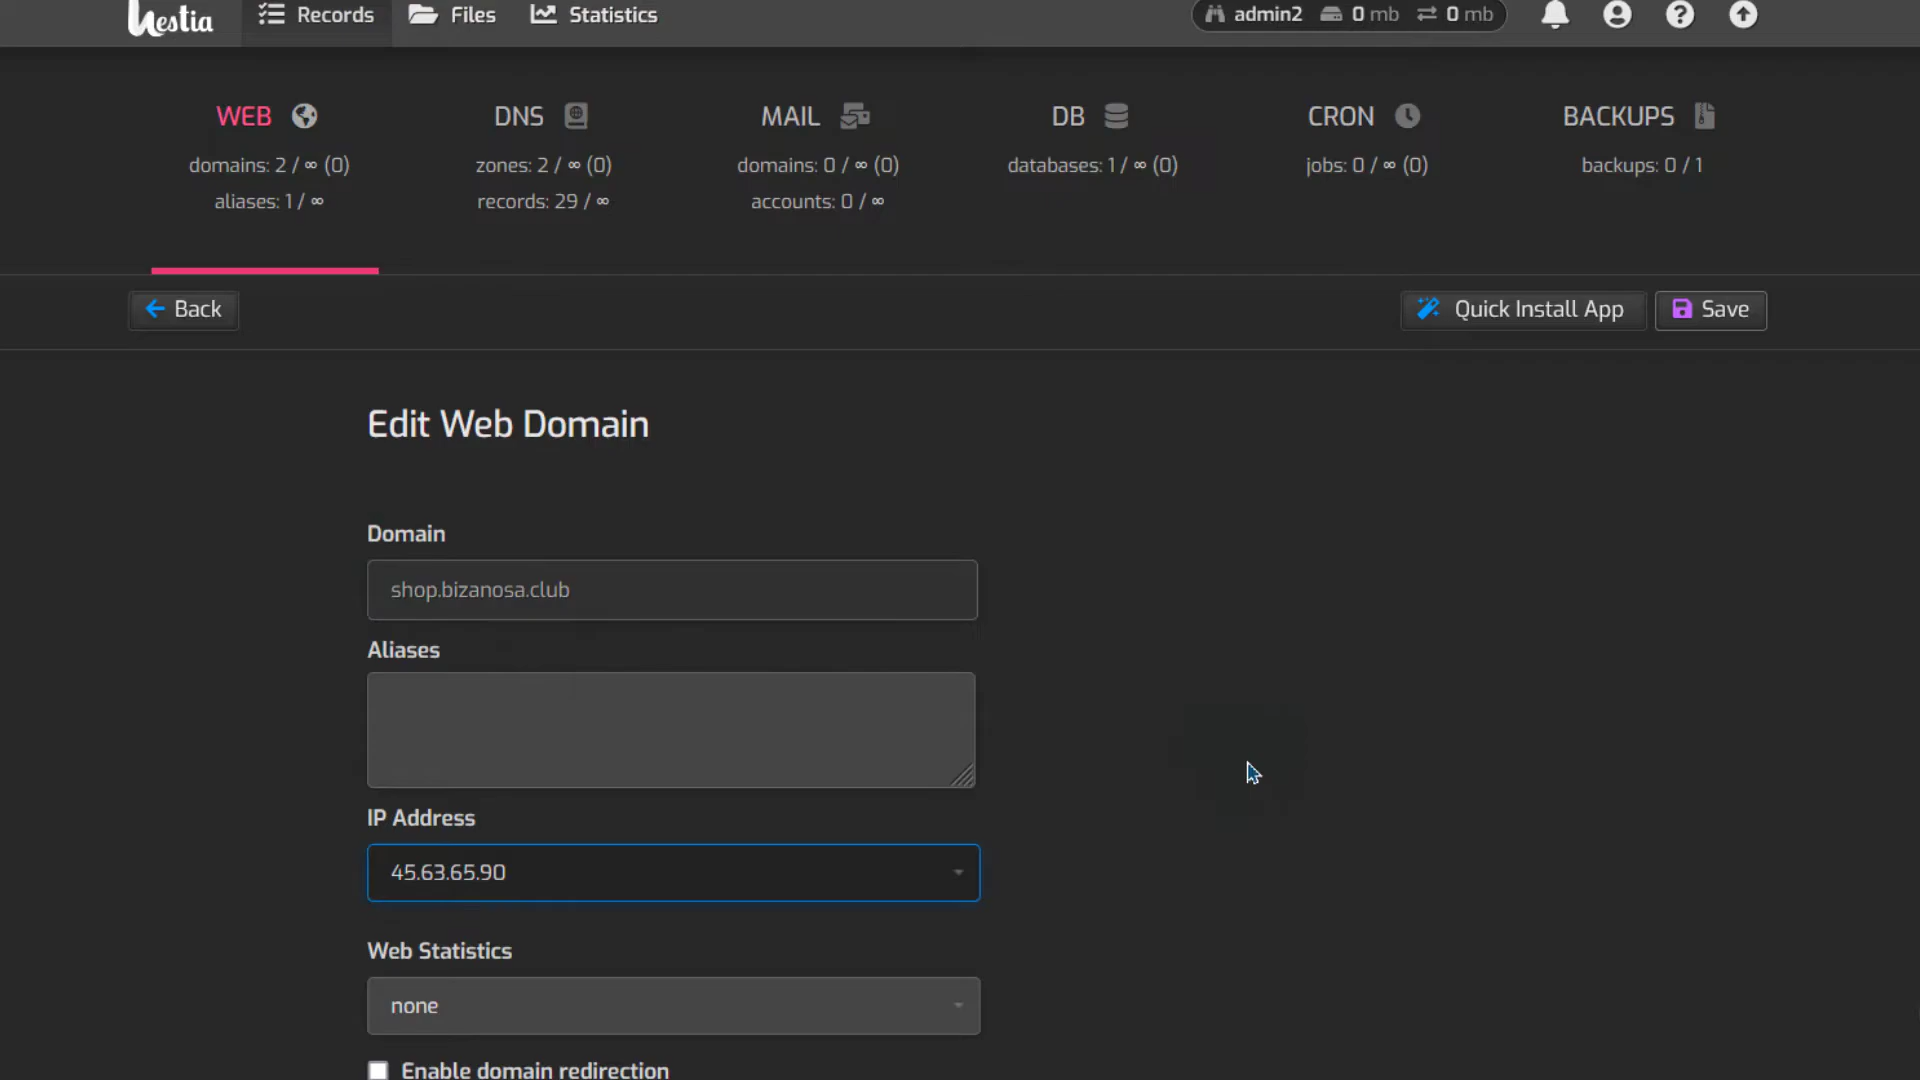 hestia Records Files Statistics admin2 0 mb 0 mb
WEB DNS MAIL DB CRON BACKUPS
domains: 2 / ∞ (0) zones: 2 / ∞ (0) domains: 0 / ∞ (0) databases: 1 / ∞ (0) jobs: 0 / ∞ (0) backups: 0 / 1
aliases: 1 / ∞ records: 29 / ∞ accounts: 0 / ∞
Back Quick Install App Save
Edit Web Domain
Domain
shop.bizanosa.club
Aliases
IP Address
45.63.65.90
Web Statistics
none
Enable domain redirection